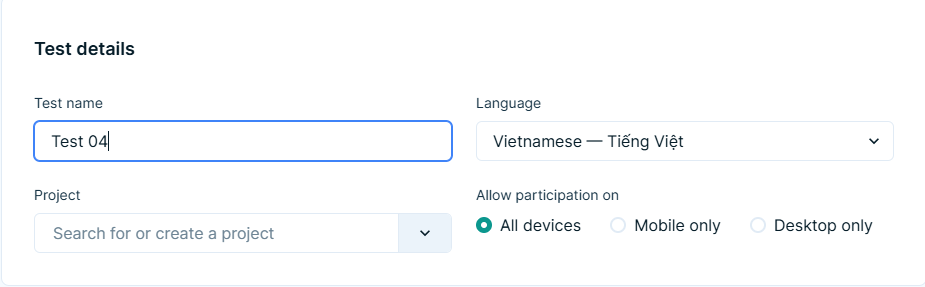 Test details
Test name
Language
Test 04
Vietnamese — Tiếng Việt
Project
Allow participation on
Search for or create a project
All devices
Mobile only
Desktop only